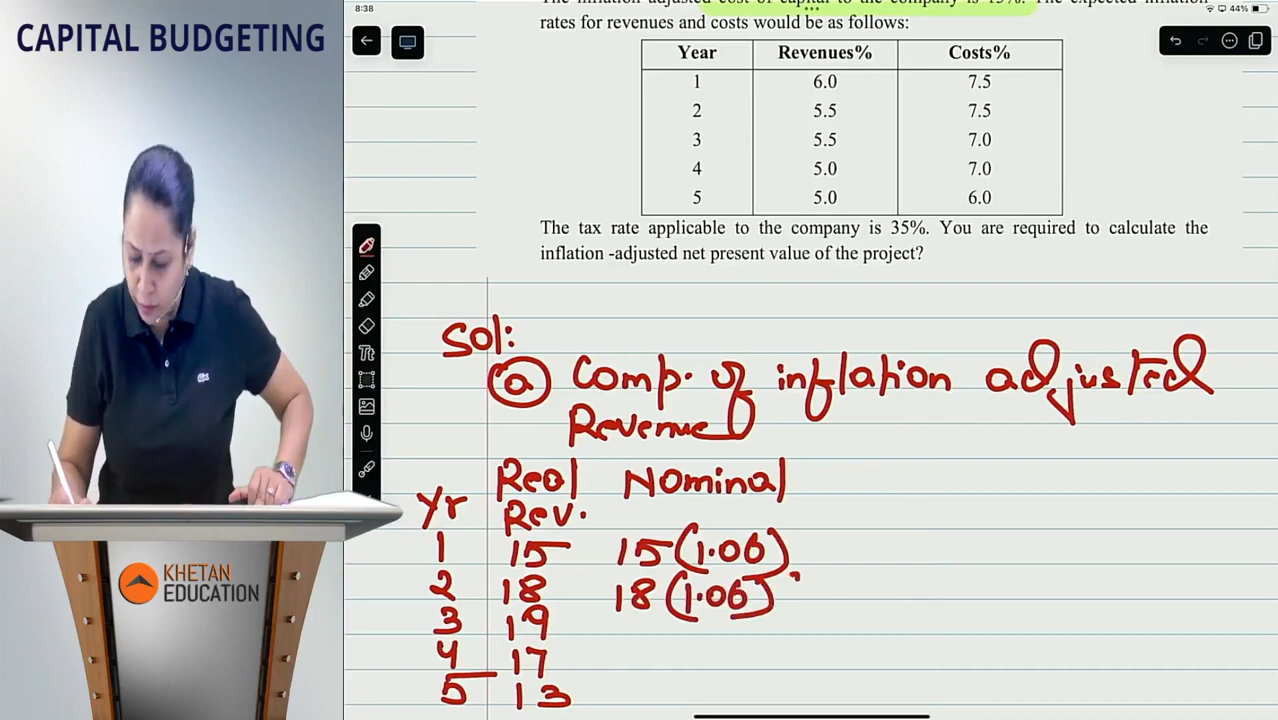 CAPITAL BUDGETING
8:38
44%
rates for revenues and costs would be as follows:
Year Revenues% Costs%
1 6.0 7.5
2 5.5 7.5
3 5.5 7.0
4 5.0 7.0
5 5.0 6.0
The tax rate applicable to the company is 35%. You are required to calculate the
inflation -adjusted net present value of the project?
Tt
Sol:
(a) Comp. of inflation adjusted
Revenue
Yr Real Rev. Nominal
1 15 15(1.06)
2 18 18(1.06)
3 19
4 17
5 13
KHETAN
EDUCATION